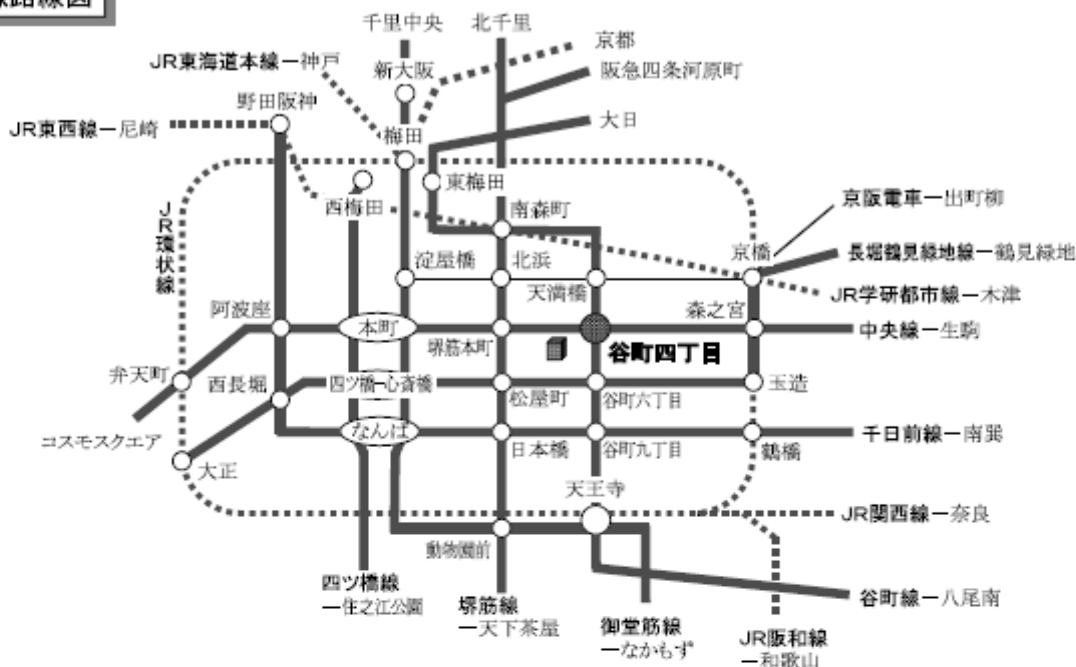 路線図
千里中央
北千里
京都
JR東海道本線ー神戸
新大阪
阪急四条河原町
野田阪神
大日
JR東西線ー尼崎
梅田
東梅田
西梅田
南森町
京阪電車ー出町柳
JR環状線
淀屋橋
北浜
天満橋
京橋
長堀鶴見緑地線ー鶴見緑地
JR学研都市線ー木津
阿波座
本町
堺筋本町
谷町四丁目
森之宮
中央線ー生駒
弁天町
西長堀
四ツ橋ー心斎橋
松屋町
谷町六丁目
玉造
コスモスクエア
なんば
日本橋
谷町九丁目
鶴橋
千日前線ー南巽
大正
天王寺
JR関西線ー奈良
動物園前
四ツ橋線
ー住之江公園
堺筋線
ー天下茶屋
御堂筋線
ーなかもず
谷町線ー八尾南
JR阪和線
ー和歌山